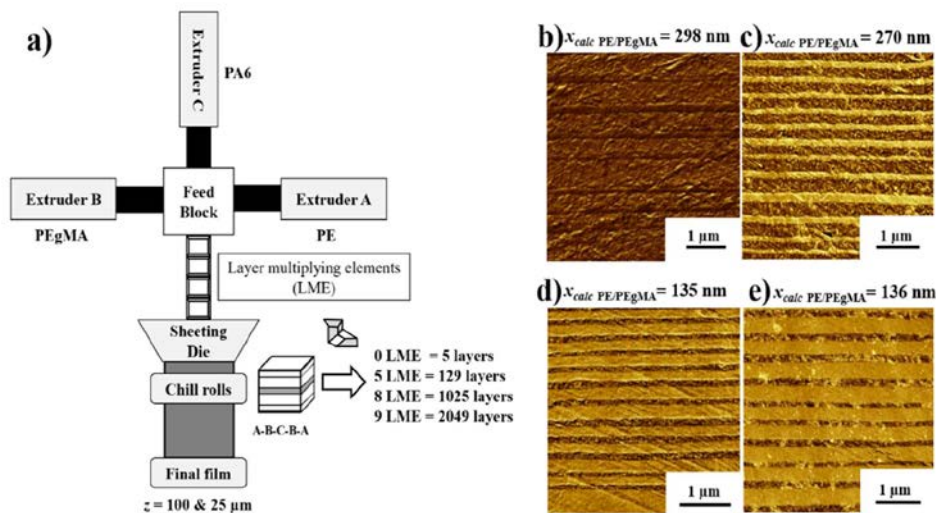 a)
Extruder C
PA6
Extruder B
Feed
Block
Extruder A
PEgMA
PE
Layer multiplying elements
(LME)
Sheeting
Die
Chill rolls
A-B-C-B-A
0 LME = 5 layers
5 LME = 129 layers
8 LME = 1025 layers
9 LME = 2049 layers
Final film
z = 100 & 25 µm
b) xcalc PE/PEgMA = 298 nm
1 µm
c) xcalc PE/PEgMA = 270 nm
1 µm
d) xcalc PE/PEgMA = 135 nm
1 µm
e) xcalc PE/PEgMA = 136 nm
1 µm